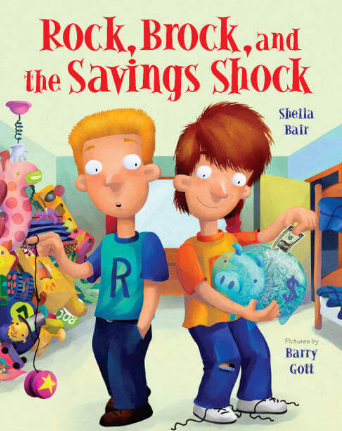 Rock, Brock, and
the Savings Shock
Sheila
Bair
R
$
Pictures by
Barry
Gott